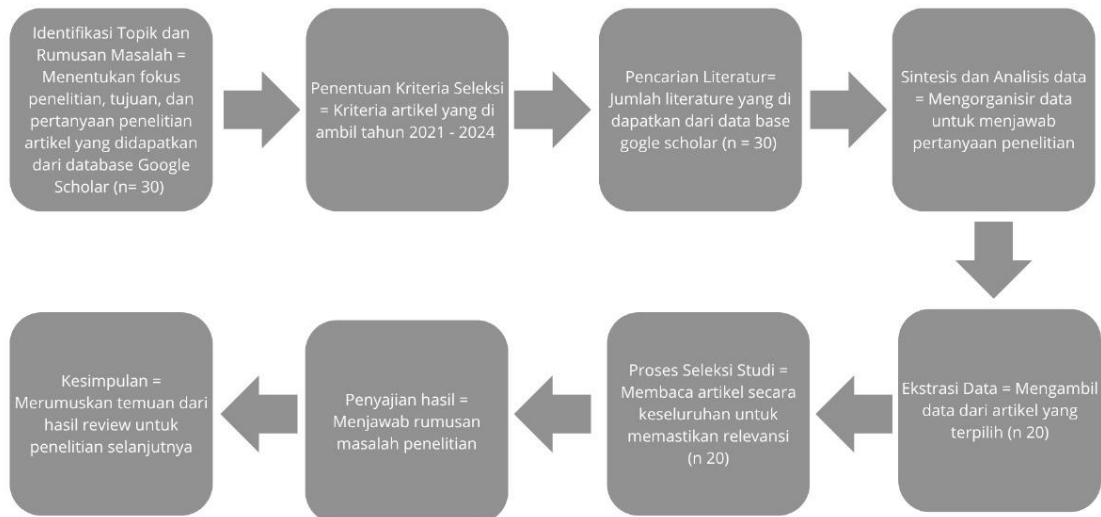 Identifikasi Topik dan
Rumusan Masalah =
Menentukan fokus
penelitian, tujuan, dan
pertanyaan penelitian
artikel yang didapatkan
dari database Google
Scholar (n= 30)
Penentuan Kriteria Seleksi
= Kriteria artikel yang di
ambil tahun 2021 - 2024
Pencarian Literatur=
Jumlah literature yang di
dapatkan dari data base
gogle scholar (n = 30)
Sintesis dan Analisis data
= Mengorganisir data
untuk menjawab
pertanyaan penelitian
Ekstrasi Data = Mengambil
data dari artikel yang
terpilih (n 20)
Proses Seleksi Studi =
Membaca artikel secara
keseluruhan untuk
memastikan relevansi
(n 20)
Penyajian hasil =
Menjawab rumusan
masalah penelitian
Kesimpulan =
Merumuskan temuan dari
hasil review untuk
penelitian selanjutnya